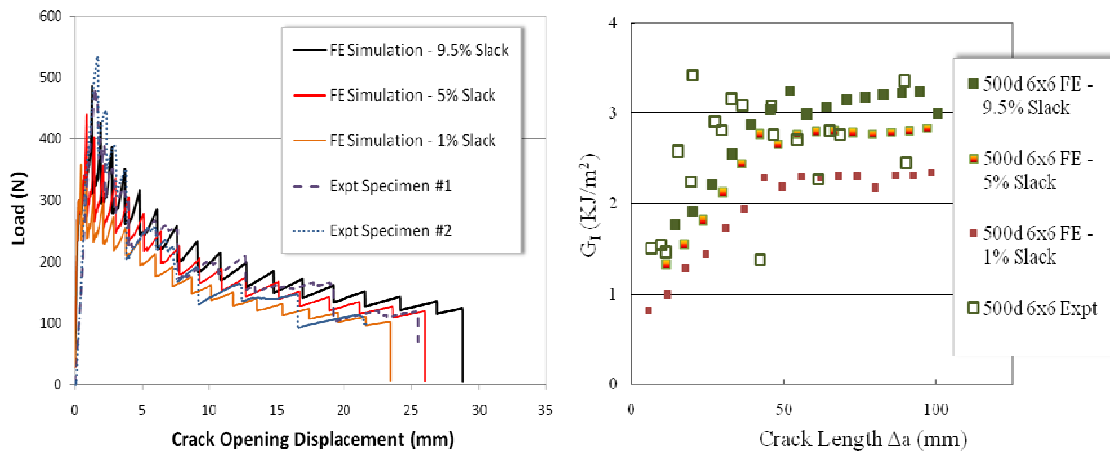 600
500
400
300
200
100
0
Load (N)
0 5 10 15 20 25 30 35
Crack Opening Displacement (mm)
FE Simulation - 9.5% Slack
FE Simulation - 5% Slack
FE Simulation - 1% Slack
Expt Specimen #1
Expt Specimen #2
4
3
2
1
0
G_I (KJ/m²)
0 50 100
Crack Length Δa (mm)
500d 6x6 FE -
9.5% Slack
500d 6x6 FE -
5% Slack
500d 6x6 FE -
1% Slack
500d 6x6 Expt